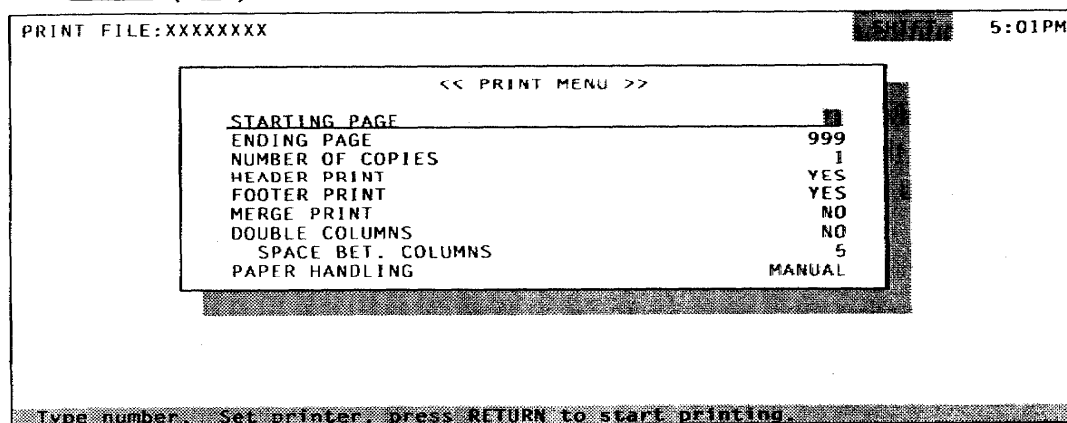 PRINT FILE:XXXXXXXX 5:01PM
<< PRINT MENU >>
STARTING PAGE
ENDING PAGE 999
NUMBER OF COPIES 1
HEADER PRINT YES
FOOTER PRINT YES
MERGE PRINT NO
DOUBLE COLUMNS NO
SPACE BET. COLUMNS 5
PAPER HANDLING MANUAL
Type number. Set printer, press RETURN to start printing.